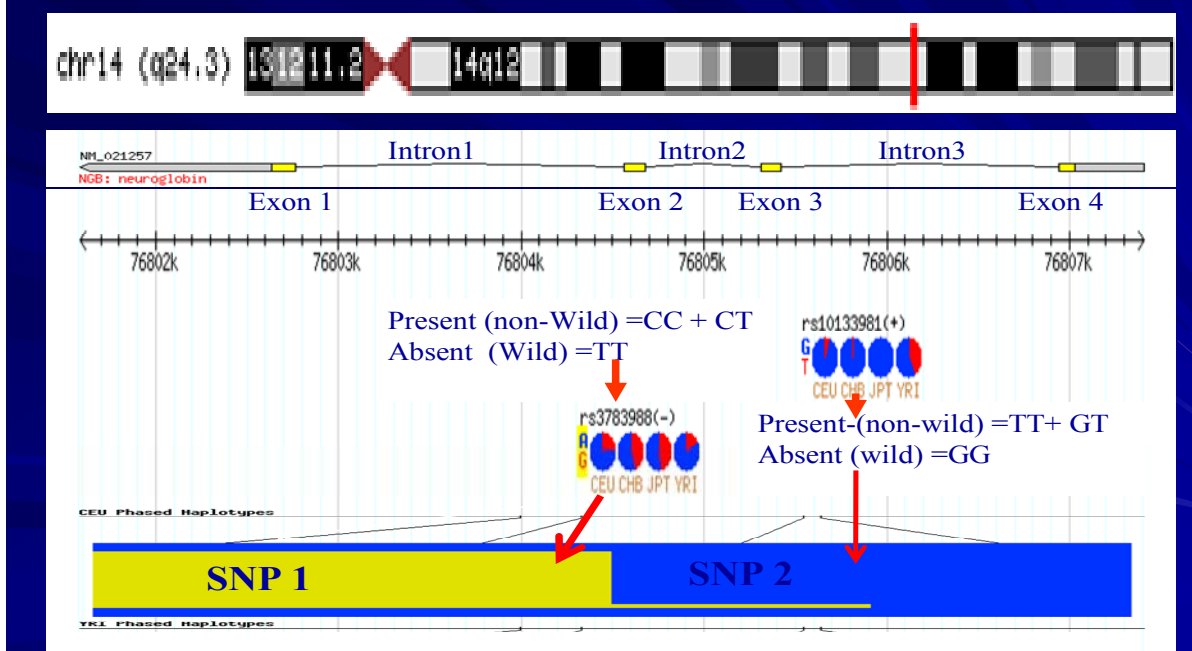 chr14 (q24.3) 13 12 11.2 14q12
NM_021257
Intron1 Intron2 Intron3
NGB: neuroglobin
Exon 1 Exon 2 Exon 3 Exon 4
76802k 76803k 76804k 76805k 76806k 76807k
Present (non-Wild) =CC + CT
Absent (Wild) =TT
rs10133981(+)
G
T
CEU CHB JPT YRI
rs3783988(-)
A
G
CEU CHB JPT YRI
Present-(non-wild) =TT+ GT
Absent (wild) =GG
CEU Phased Haplotypes
SNP 1 SNP 2
YRI Phased Haplotypes